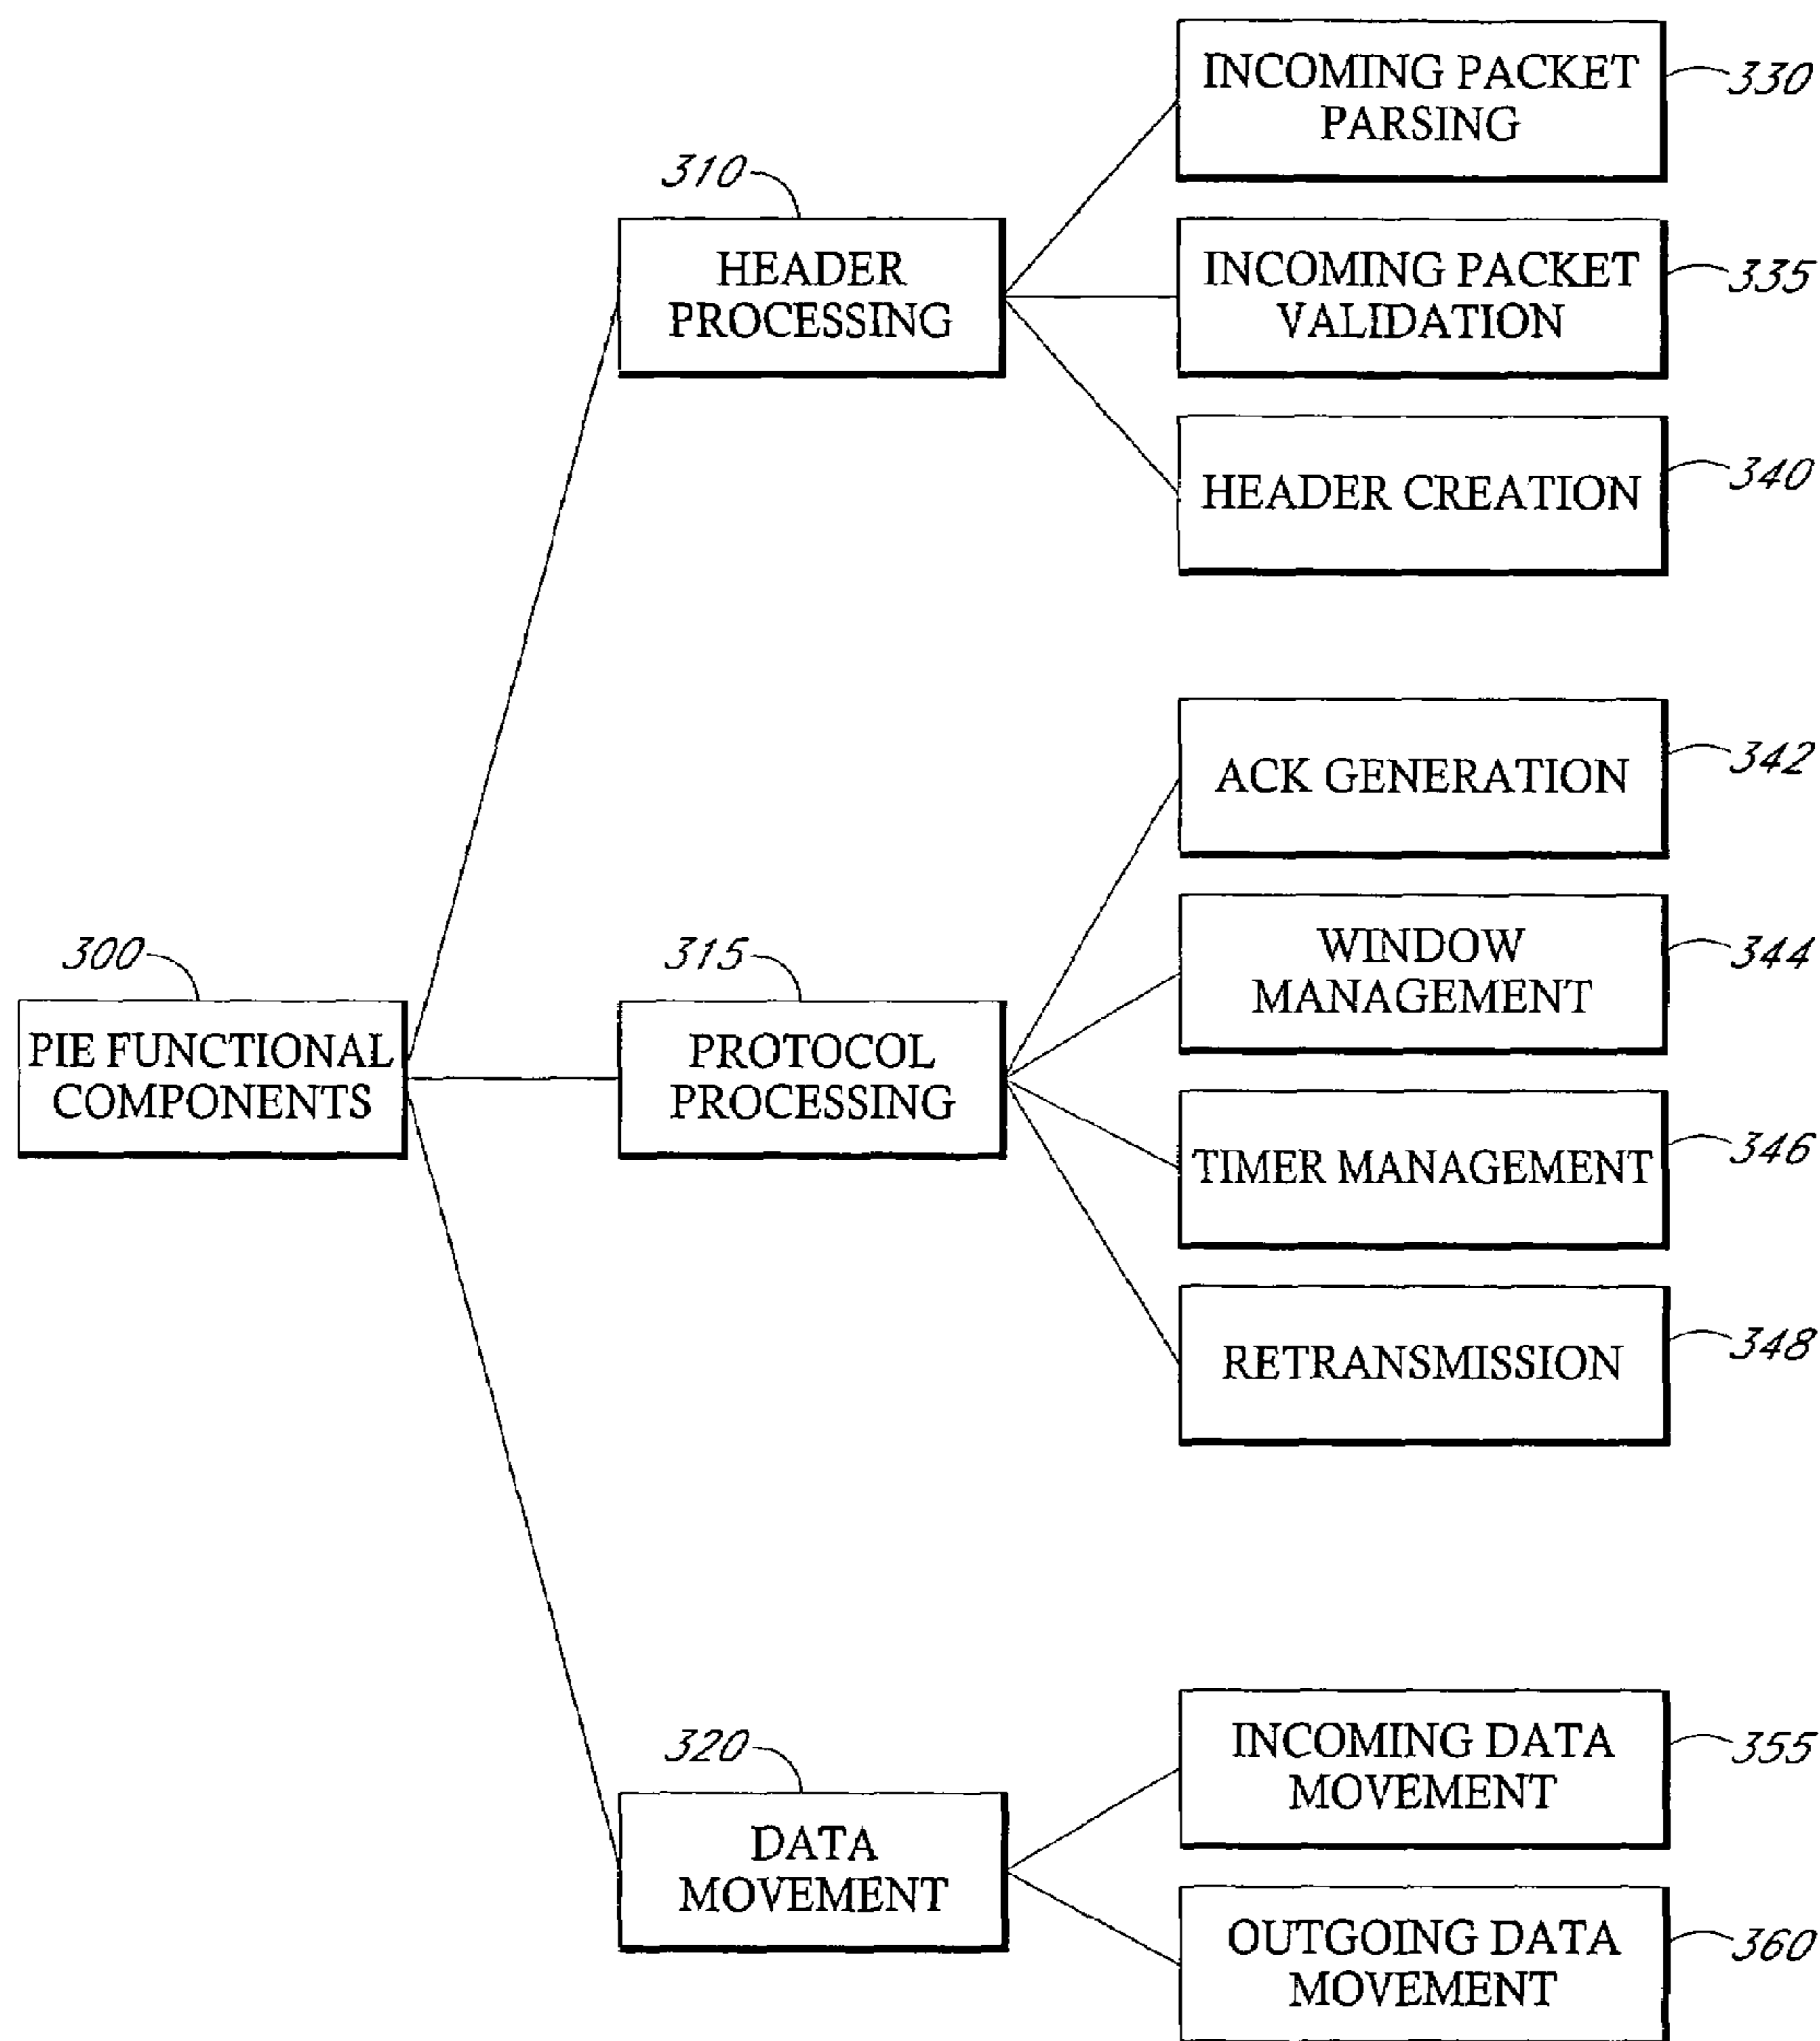 300
PIE FUNCTIONAL
COMPONENTS
310
HEADER
PROCESSING
INCOMING PACKET
PARSING
330
INCOMING PACKET
VALIDATION
335
HEADER CREATION
340
315
PROTOCOL
PROCESSING
ACK GENERATION
342
WINDOW
MANAGEMENT
344
TIMER MANAGEMENT
346
RETRANSMISSION
348
320
DATA
MOVEMENT
INCOMING DATA
MOVEMENT
355
OUTGOING DATA
MOVEMENT
360